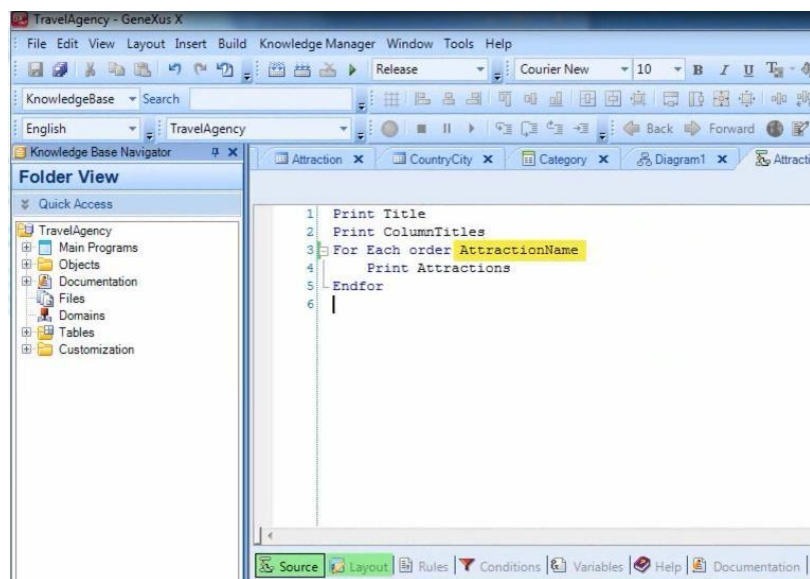 TravelAgency - GeneXus X
File Edit View Layout Insert Build Knowledge Manager Window Tools Help
Release Courier New 10 B I U
KnowledgeBase Search
English TravelAgency Back Forward
Knowledge Base Navigator
Folder View
Quick Access
TravelAgency
Main Programs
Objects
Documentation
Files
Domains
Tables
Customization
Attraction CountryCity Category Diagram1 Attracti
1 Print Title
2 Print ColumnTitles
3 For Each order AttractionName
4 Print Attractions
5 Endfor
6
Source Layout Rules Conditions Variables Help Documentation